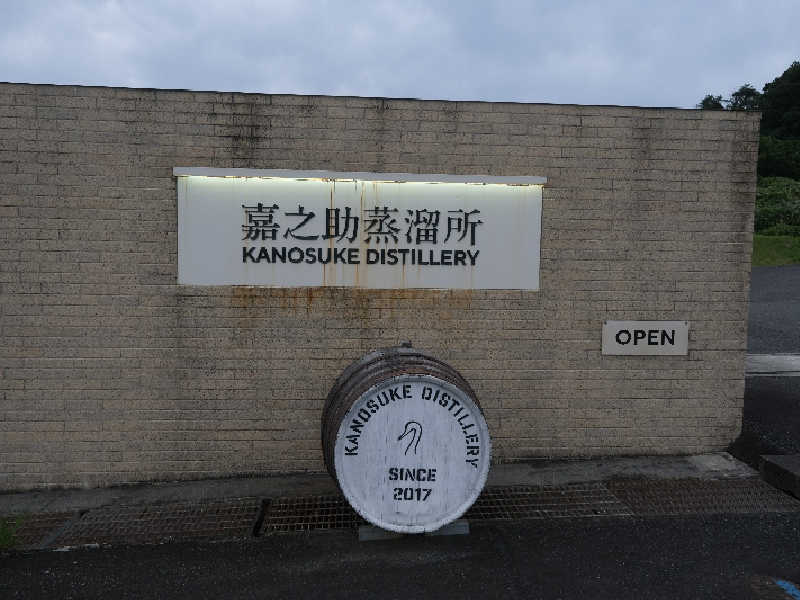 嘉之助蒸溜所
KANOSUKE DISTILLERY
OPEN
KANOSUKE DISTILLERY
SINCE
2017